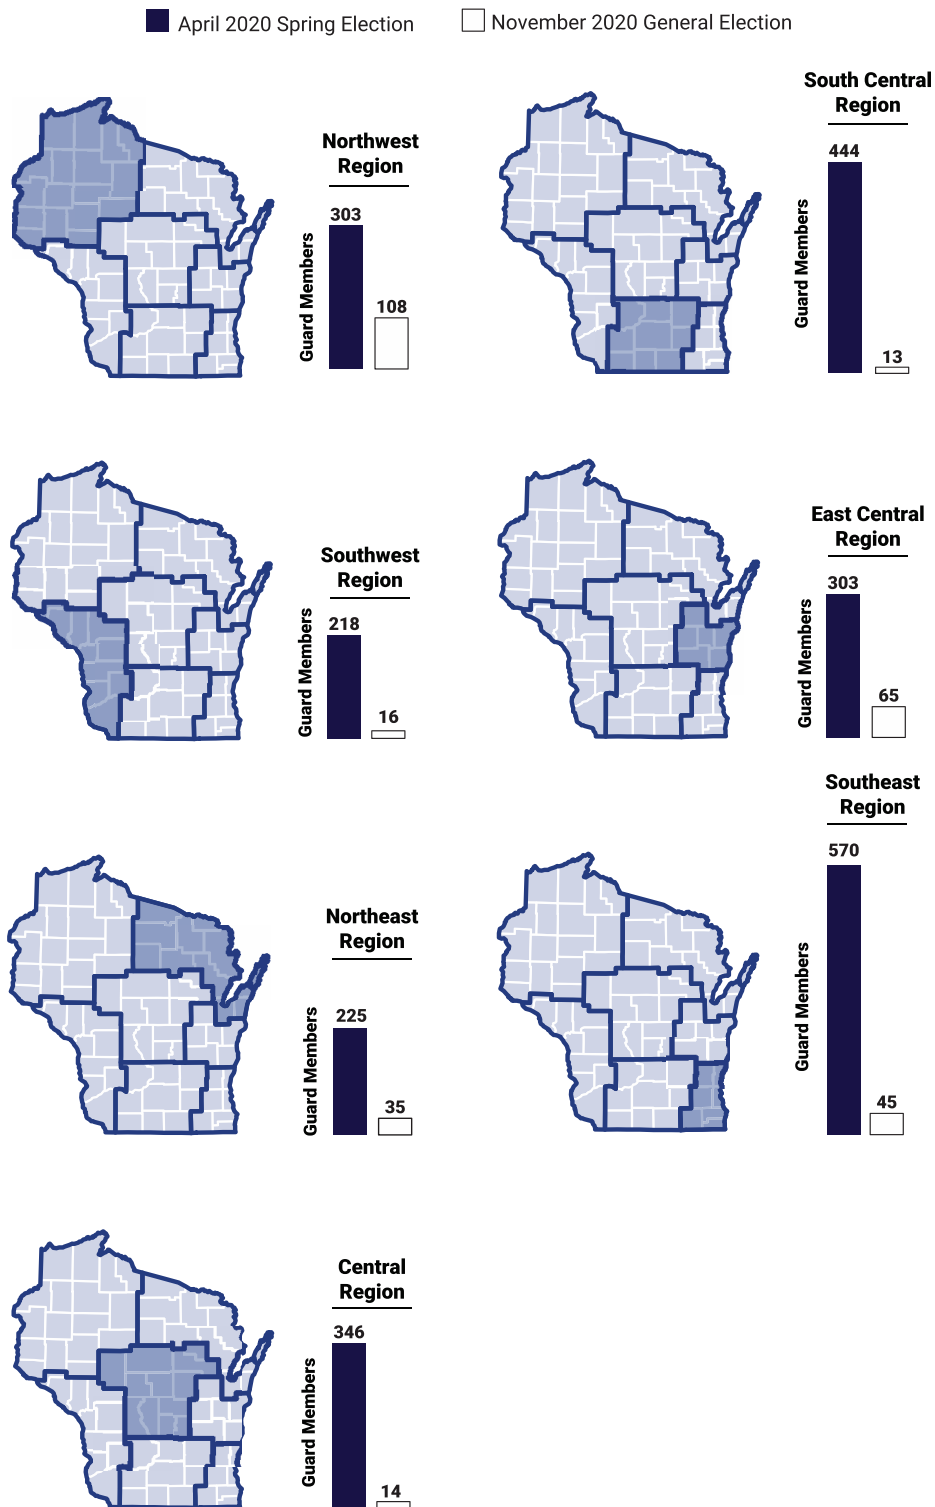 April 2020 Spring Election
November 2020 General Election
Northwest
Region
Guard Members
303
108
South Central
Region
Guard Members
444
13
Southwest
Region
Guard Members
218
16
East Central
Region
Guard Members
303
65
Northeast
Region
Guard Members
225
35
Southeast
Region
Guard Members
570
45
Central
Region
Guard Members
346
14